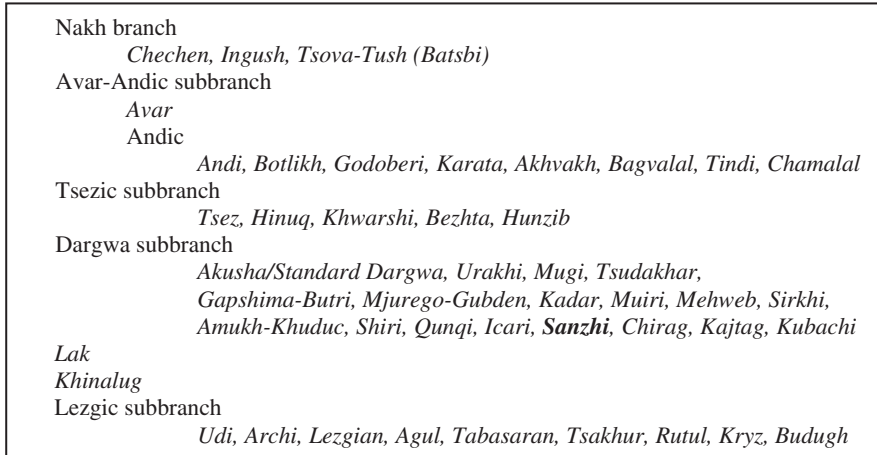 Nakh branch
Chechen, Ingush, Tsova-Tush (Batsbi)
Avar-Andic subbranch
Avar
Andic
Andi, Botlikh, Godoberi, Karata, Akhvakh, Bagvalal, Tindi, Chamalal
Tsezic subbranch
Tsez, Hinuq, Khwarshi, Bezhta, Hunzib
Dargwa subbranch
Akusha/Standard Dargwa, Urakhi, Mugi, Tsudakhar,
Gapshima-Butri, Mjurego-Gubden, Kadar, Muiri, Mehweb, Sirkhi,
Amukh-Khuduc, Shiri, Qunqi, Icari, Sanzhi, Chirag, Kajtag, Kubachi
Lak
Khinalug
Lezgic subbranch
Udi, Archi, Lezgian, Agul, Tabasaran, Tsakhur, Rutul, Kryz, Budugh